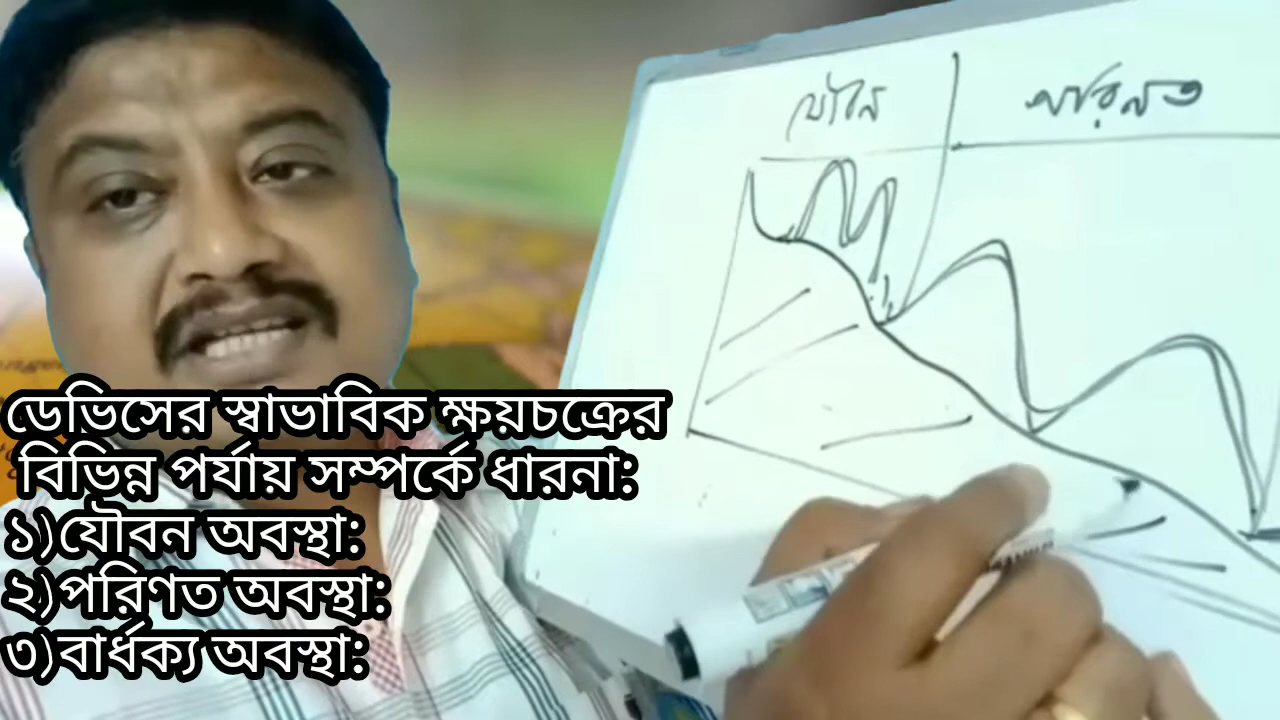 ডেভিসের স্বাভাবিক ক্ষয়চক্রের
বিভিন্ন পর্যায় সম্পর্কে ধারনা:
১)যৌবন অবস্থা:
২)পরিণত অবস্থা:
৩)বার্ধক্য অবস্থা:
যৌবন
পরিণত